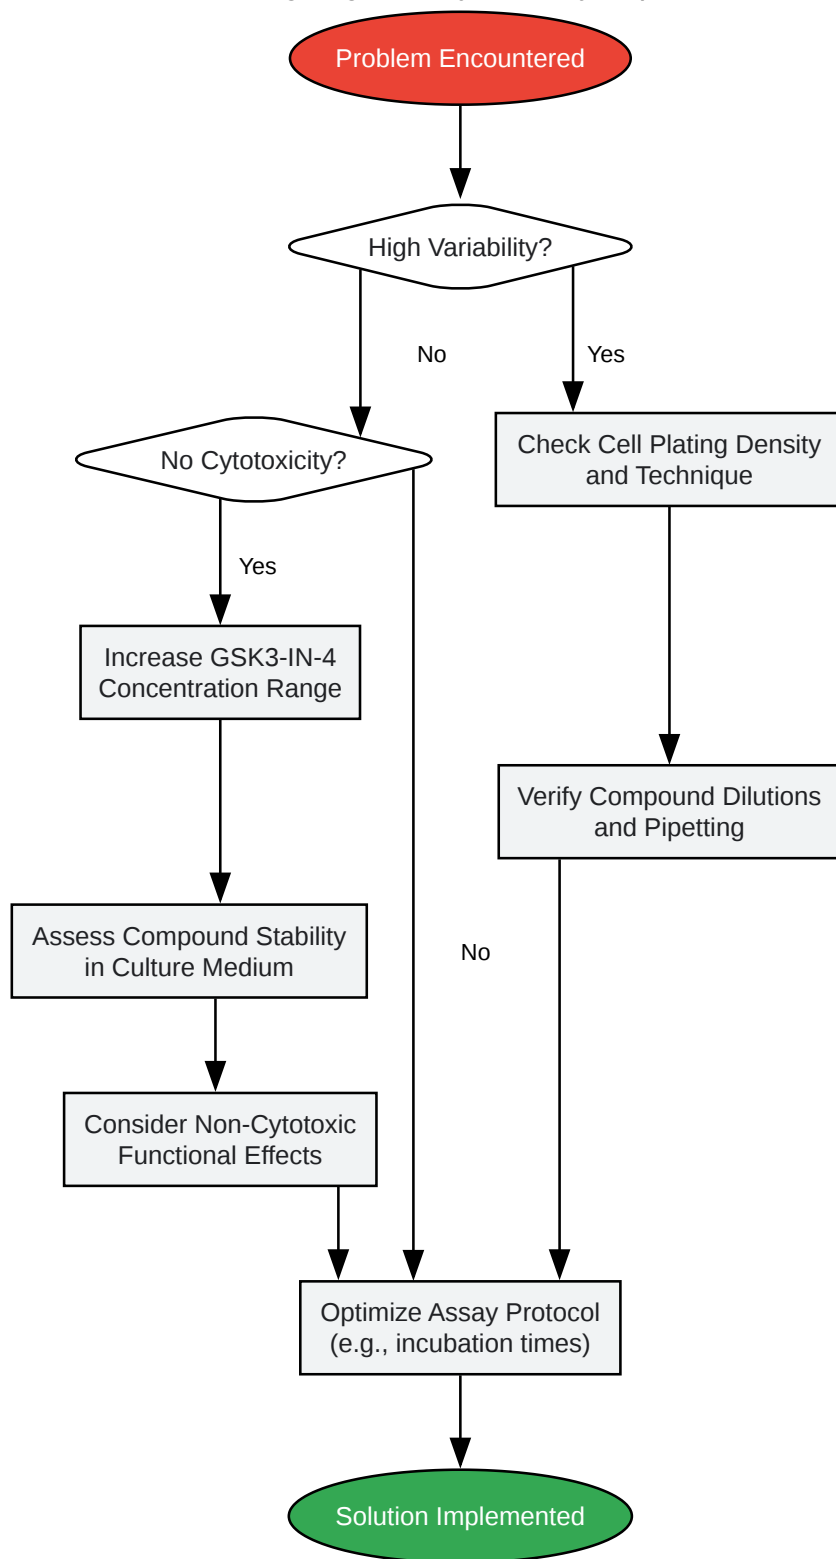 Problem Encountered
High Variability?
No
Yes
No Cytotoxicity?
Check Cell Plating Density
and Technique
Yes
Increase GSK3-IN-4
Concentration Range
Verify Compound Dilutions
and Pipetting
Assess Compound Stability
in Culture Medium
No
Consider Non-Cytotoxic
Functional Effects
Optimize Assay Protocol
(e.g., incubation times)
Solution Implemented